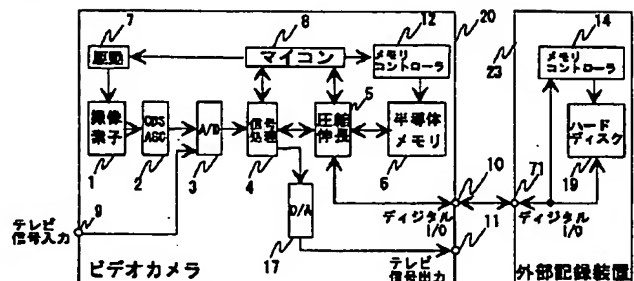 7
8
12
20
14
駆動
マイコン
メモリ
コントローラ
23
メモリ
コントローラ
撮像
素子
CDS
AGC
A/D
信号
処理
圧縮
伸長
5
半導体
メモリ
ハード
ディスク
1
2
3
4
6
10
71
19
テレビ
信号入力
9
D/A
17
ディジタル
I/O
11
ディジタル
I/O
ビデオカメラ
テレビ
信号出力
外部記録装置